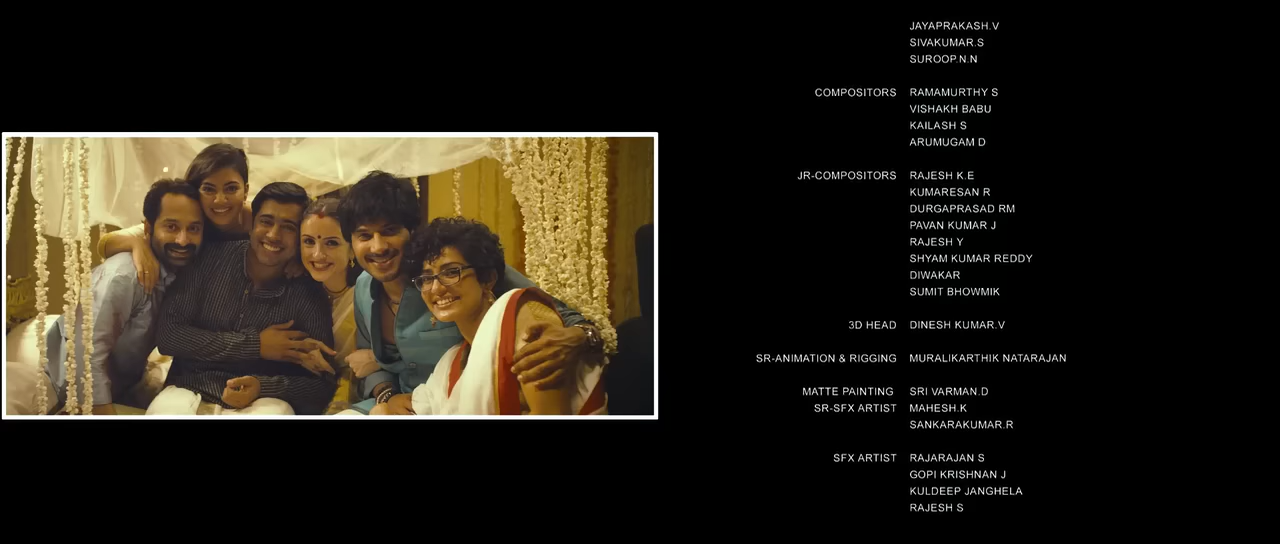 JAYAPRAKASH.V
SIVAKUMAR.S
SUROOP.N.N
COMPOSITORS RAMAMURTHY S
VISHAKH BABU
KAILASH S
ARUMUGAM D
JR-COMPOSITORS RAJESH K.E
KUMARESAN R
DURGAPRASAD RM
PAVAN KUMAR J
RAJESH Y
SHYAM KUMAR REDDY
DIWAKAR
SUMIT BHOWMIK
3D HEAD DINESH KUMAR.V
SR-ANIMATION & RIGGING MURALIKARTHIK NATARAJAN
MATTE PAINTING SRI VARMAN.D
SR-SFX ARTIST MAHESH.K
SANKARAKUMAR.R
SFX ARTIST RAJARAJAN S
GOPI KRISHNAN J
KULDEEP JANGHELA
RAJESH S